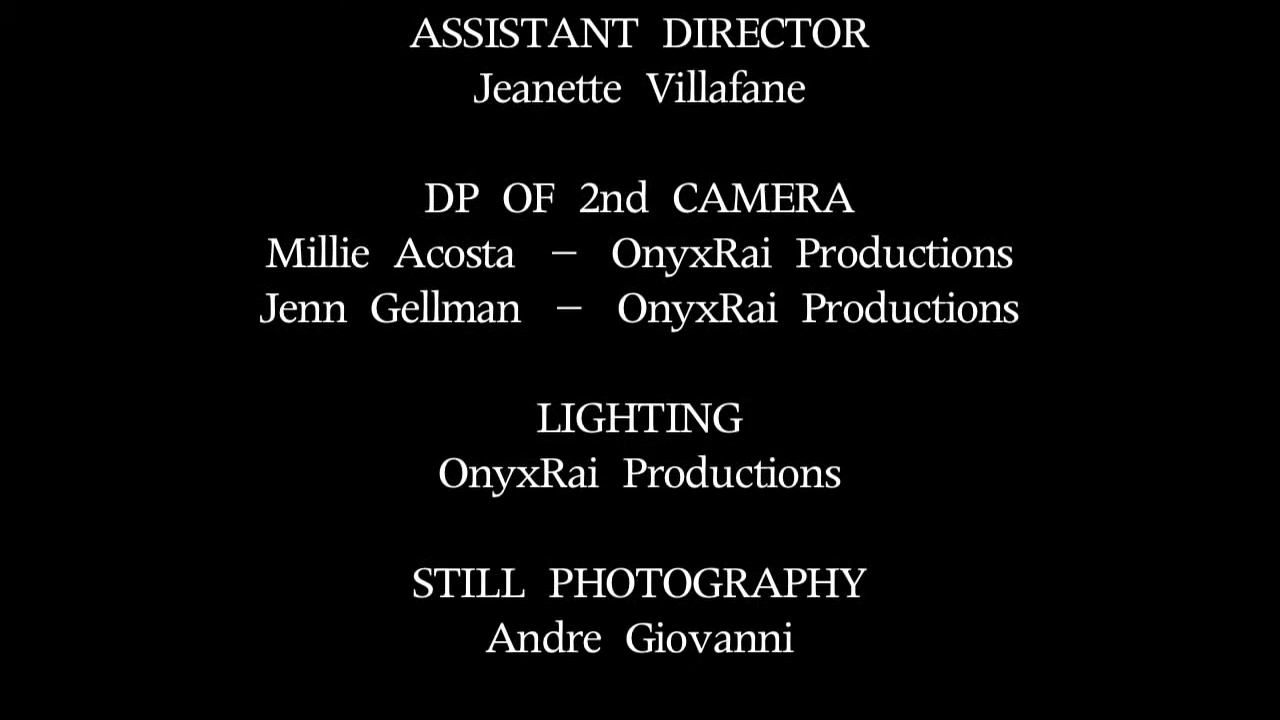 ASSISTANT DIRECTOR
Jeanette Villafane
DP OF 2nd CAMERA
Millie Acosta – OnyxRai Productions
Jenn Gellman – OnyxRai Productions
LIGHTING
OnyxRai Productions
STILL PHOTOGRAPHY
Andre Giovanni